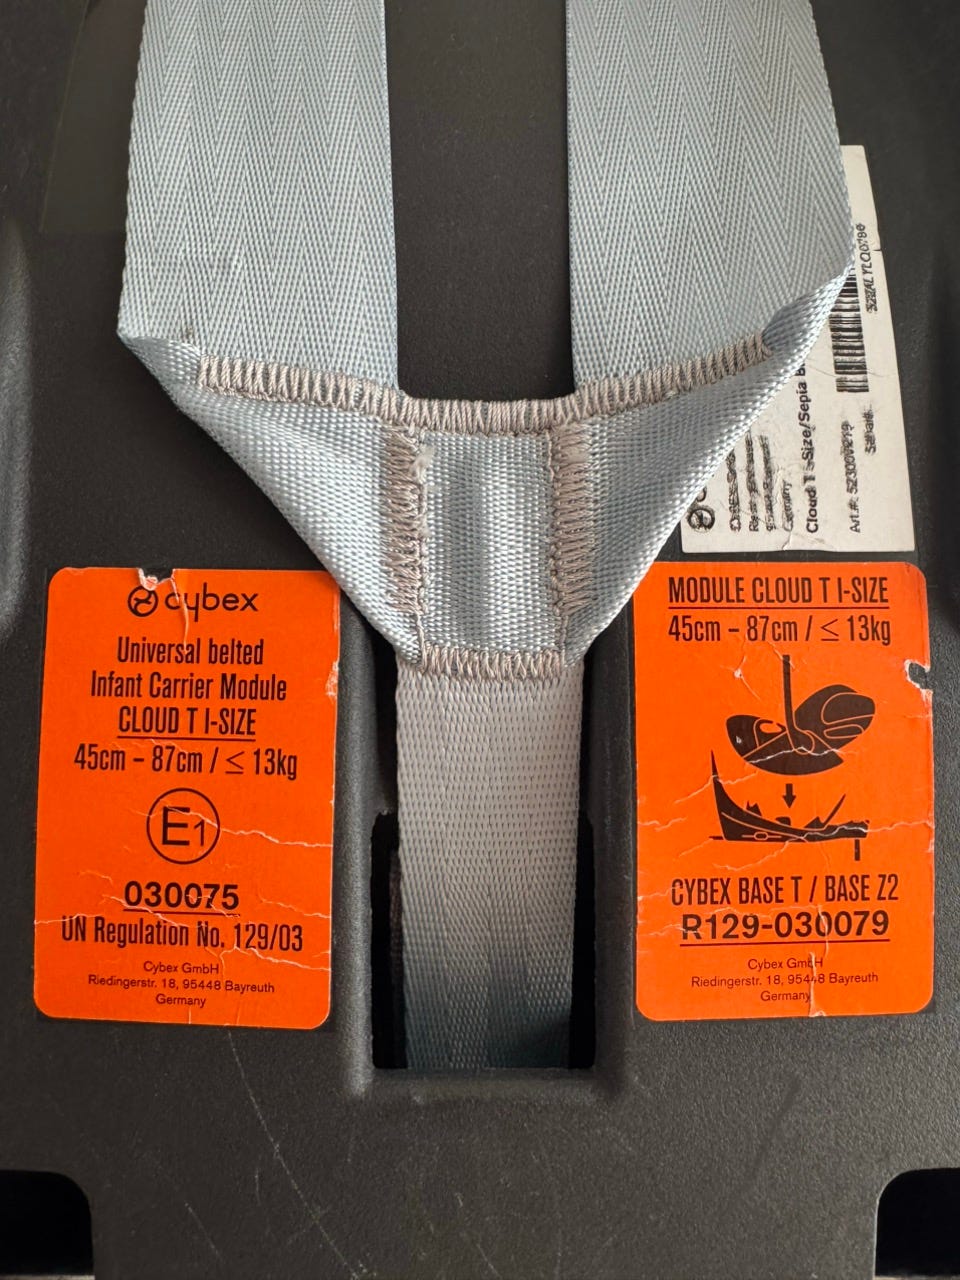 cybex
Universal belted
Infant Carrier Module
CLOUD T I-SIZE
45cm – 87cm / ≤ 13kg
E1
030075
UN Regulation No. 129/03
Cybex GmbH
Riedingerstr. 18, 95448 Bayreuth
Germany
MODULE CLOUD T I-SIZE
45cm – 87cm / ≤ 13kg
CYBEX BASE T / BASE Z2
R129-030079
Cybex GmbH
Riedingerstr. 18, 95448 Bayreuth
Germany
Germany
Cloud T i-Size/Sepia
Art.#: